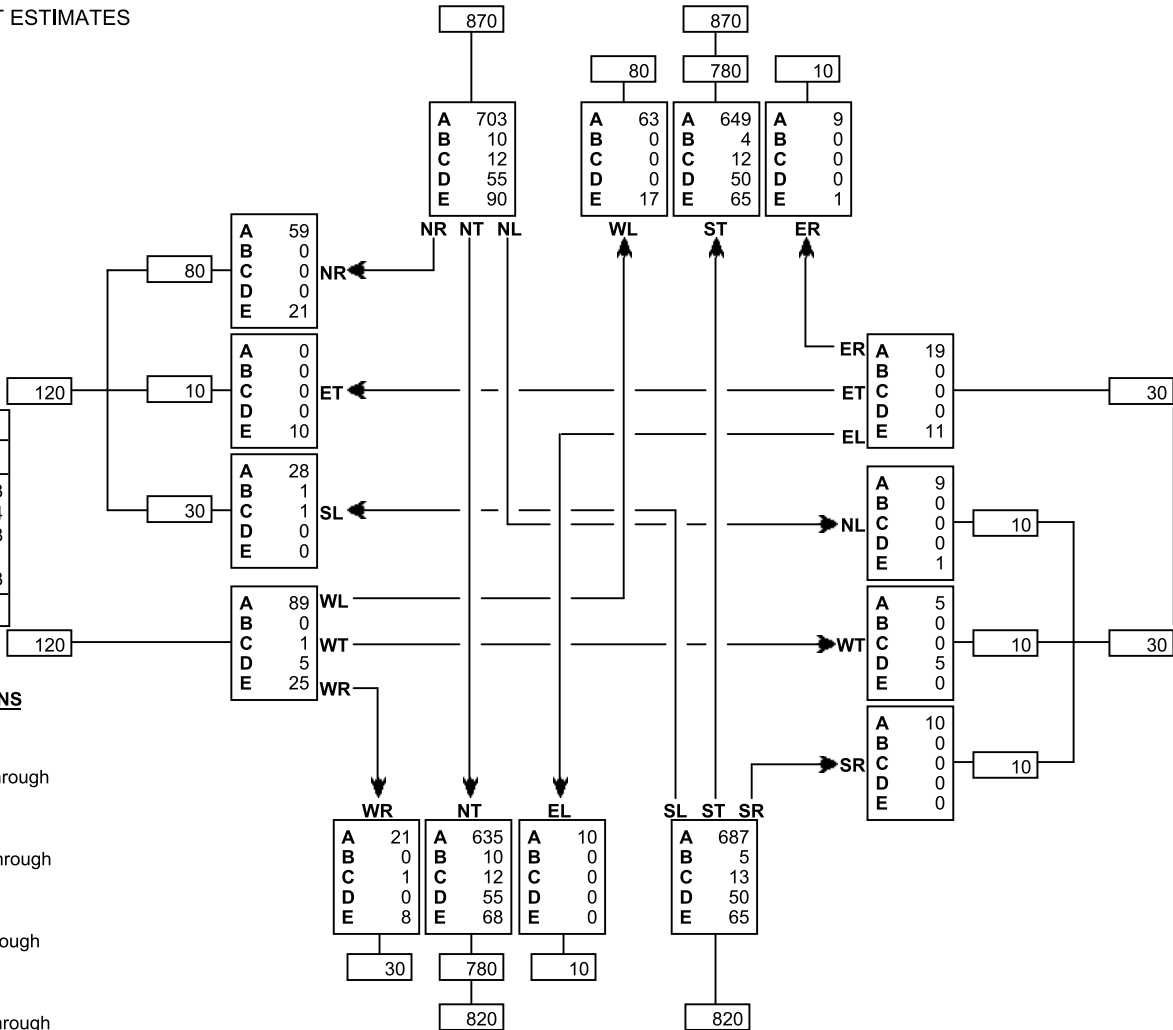 T ESTIMATES
870
870
80
780
10
A 703
B 10
C 12
D 55
E 90
A 63
B 0
C 0
D 0
E 17
A 649
B 4
C 12
D 50
E 65
A 9
B 0
C 0
D 0
E 1
NR NT NL
WL
ST
ER
80
A 59
B 0
C 0
D 0
E 21
NR
120
10
A 0
B 0
C 0
D 0
E 10
ET
30
A 28
B 1
C 1
D 0
E 0
SL
120
A 89
B 0
C 1
D 5
E 25
WL
WT
WR
ER
ET
EL
A 19
B 0
C 0
D 0
E 11
30
NL
A 9
B 0
C 0
D 0
E 1
10
WT
A 5
B 0
C 0
D 5
E 0
10
30
SR
A 10
B 0
C 0
D 0
E 0
10
NS
rough
hrough
ough
hrough
WR
NT
EL
SL ST SR
A 21
B 0
C 1
D 0
E 8
A 635
B 10
C 12
D 55
E 68
A 10
B 0
C 0
D 0
E 0
A 687
B 5
C 13
D 50
E 65
30
780
10
820
820